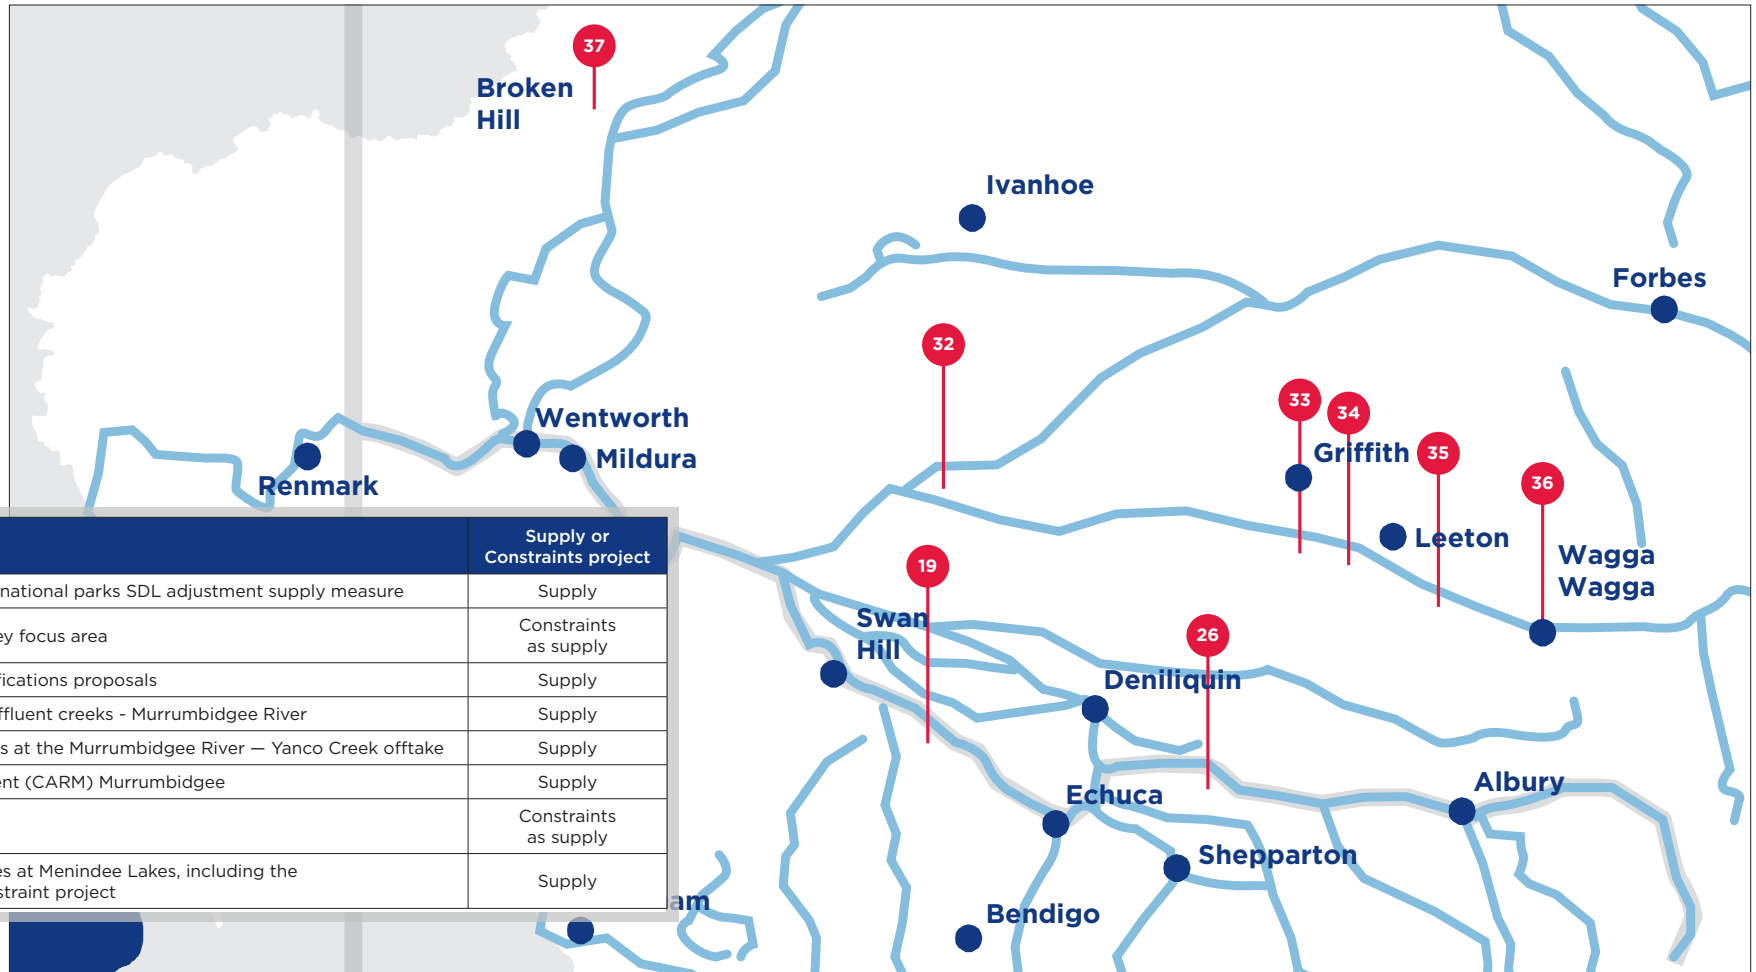 37
Broken
Hill
Ivanhoe
Forbes
32
33
34
Griffith
35
36
Wentworth
Mildura
Renmark
Leeton
Wagga
Wagga
19
Swan
Hill
26
Deniliquin
Echuca
Albury
Shepparton
Bendigo
am
Supply or
Constraints project
national parks SDL adjustment supply measure
Supply
ey focus area
Constraints
as supply
ifications proposals
Supply
ffluent creeks - Murrumbidgee River
Supply
s at the Murrumbidgee River — Yanco Creek offtake
Supply
ent (CARM) Murrumbidgee
Supply
Constraints
as supply
es at Menindee Lakes, including the
straint project
Supply